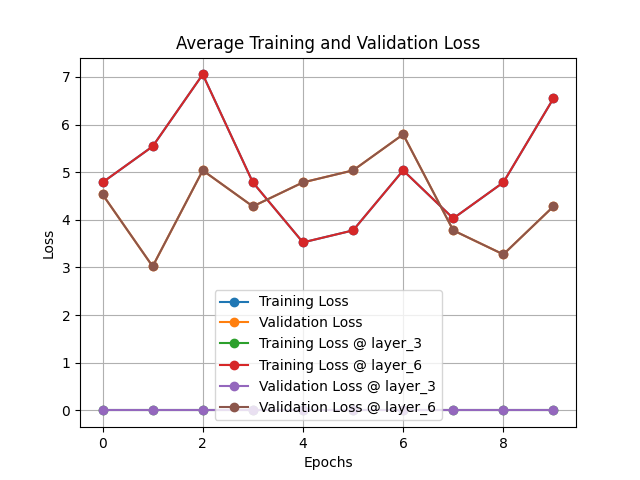 Average Training and Validation Loss
Loss
7
6
5
4
3
2
1
0
Training Loss
Validation Loss
Training Loss @ layer_3
Training Loss @ layer_6
Validation Loss @ layer_3
Validation Loss @ layer_6
0 2 4 6 8
Epochs